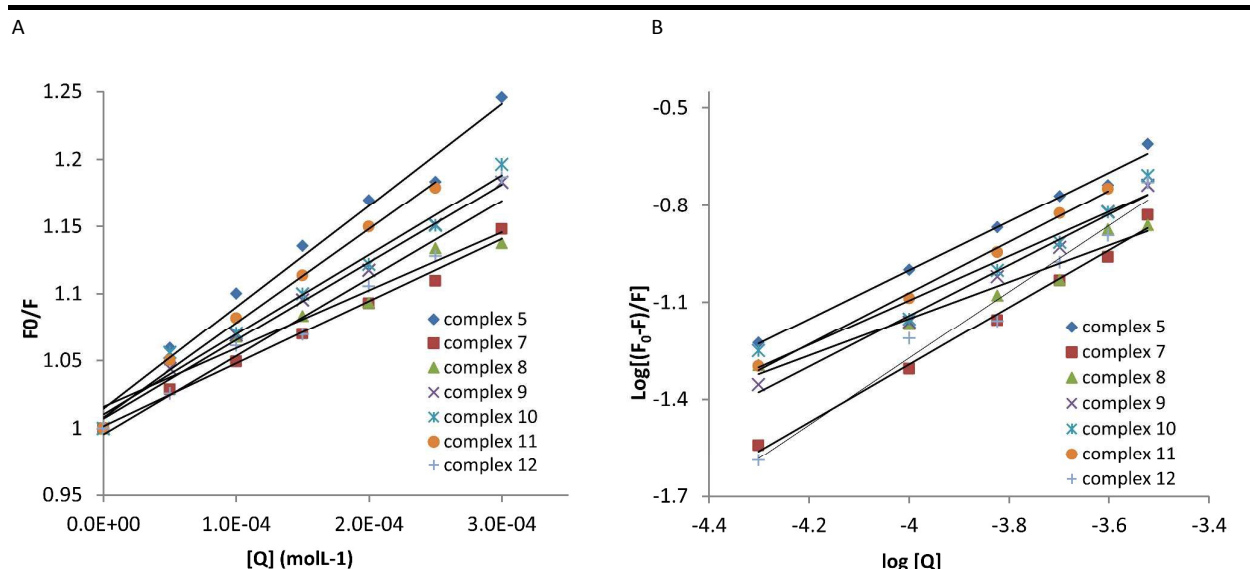 A
B
F0/F
1.25
1.2
1.15
1.1
1.05
1
0.95
0.0E+00
1.0E-04
2.0E-04
3.0E-04
[Q] (molL-1)
complex 5
complex 7
complex 8
complex 9
complex 10
complex 11
complex 12
Log[(F0-F)/F]
-0.5
-0.8
-1.1
-1.4
-1.7
-4.4
-4.2
-4
-3.8
-3.6
-3.4
log [Q]
complex 5
complex 7
complex 8
complex 9
complex 10
complex 11
complex 12